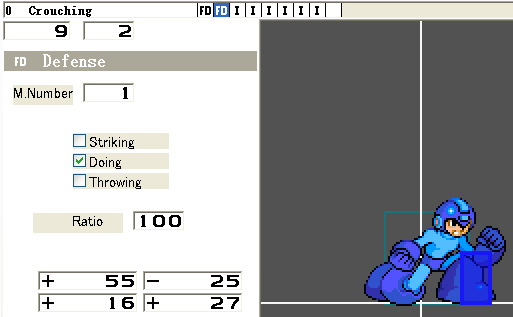 0 Crouching FD FD I I I I I I
9 2
FD Defense
M.Number 1
Striking
Doing
Throwing
Ratio 100
+ 55 - 25
+ 16 + 27